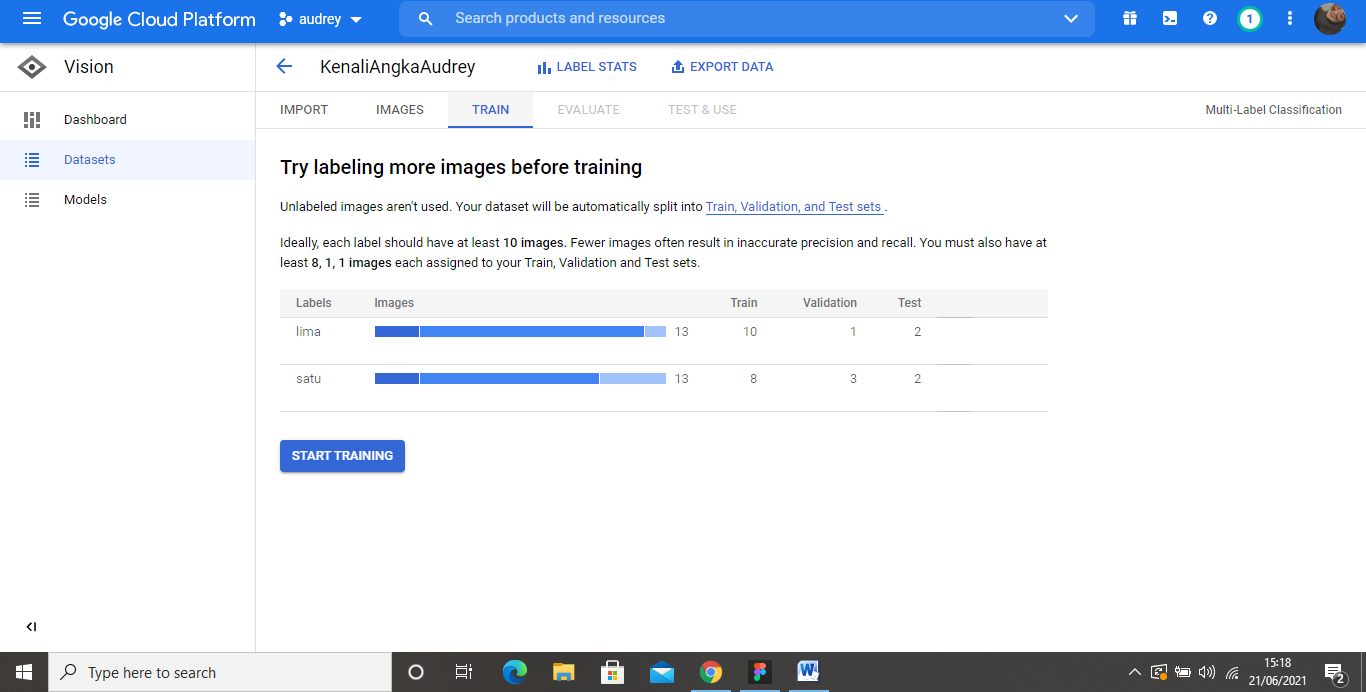 Google Cloud Platform audrey Search products and resources 1
Vision KenaliAngkaAudrey LABEL STATS EXPORT DATA
IMPORT IMAGES TRAIN EVALUATE TEST & USE Multi-Label Classification
Dashboard
Datasets
Models
Try labeling more images before training
Unlabeled images aren't used. Your dataset will be automatically split into Train, Validation, and Test sets .
Ideally, each label should have at least 10 images. Fewer images often result in inaccurate precision and recall. You must also have at
least 8, 1, 1 images each assigned to your Train, Validation and Test sets.
Labels Images Train Validation Test
lima 13 10 1 2
satu 13 8 3 2
START TRAINING
Type here to search 15:18
21/06/2021 2